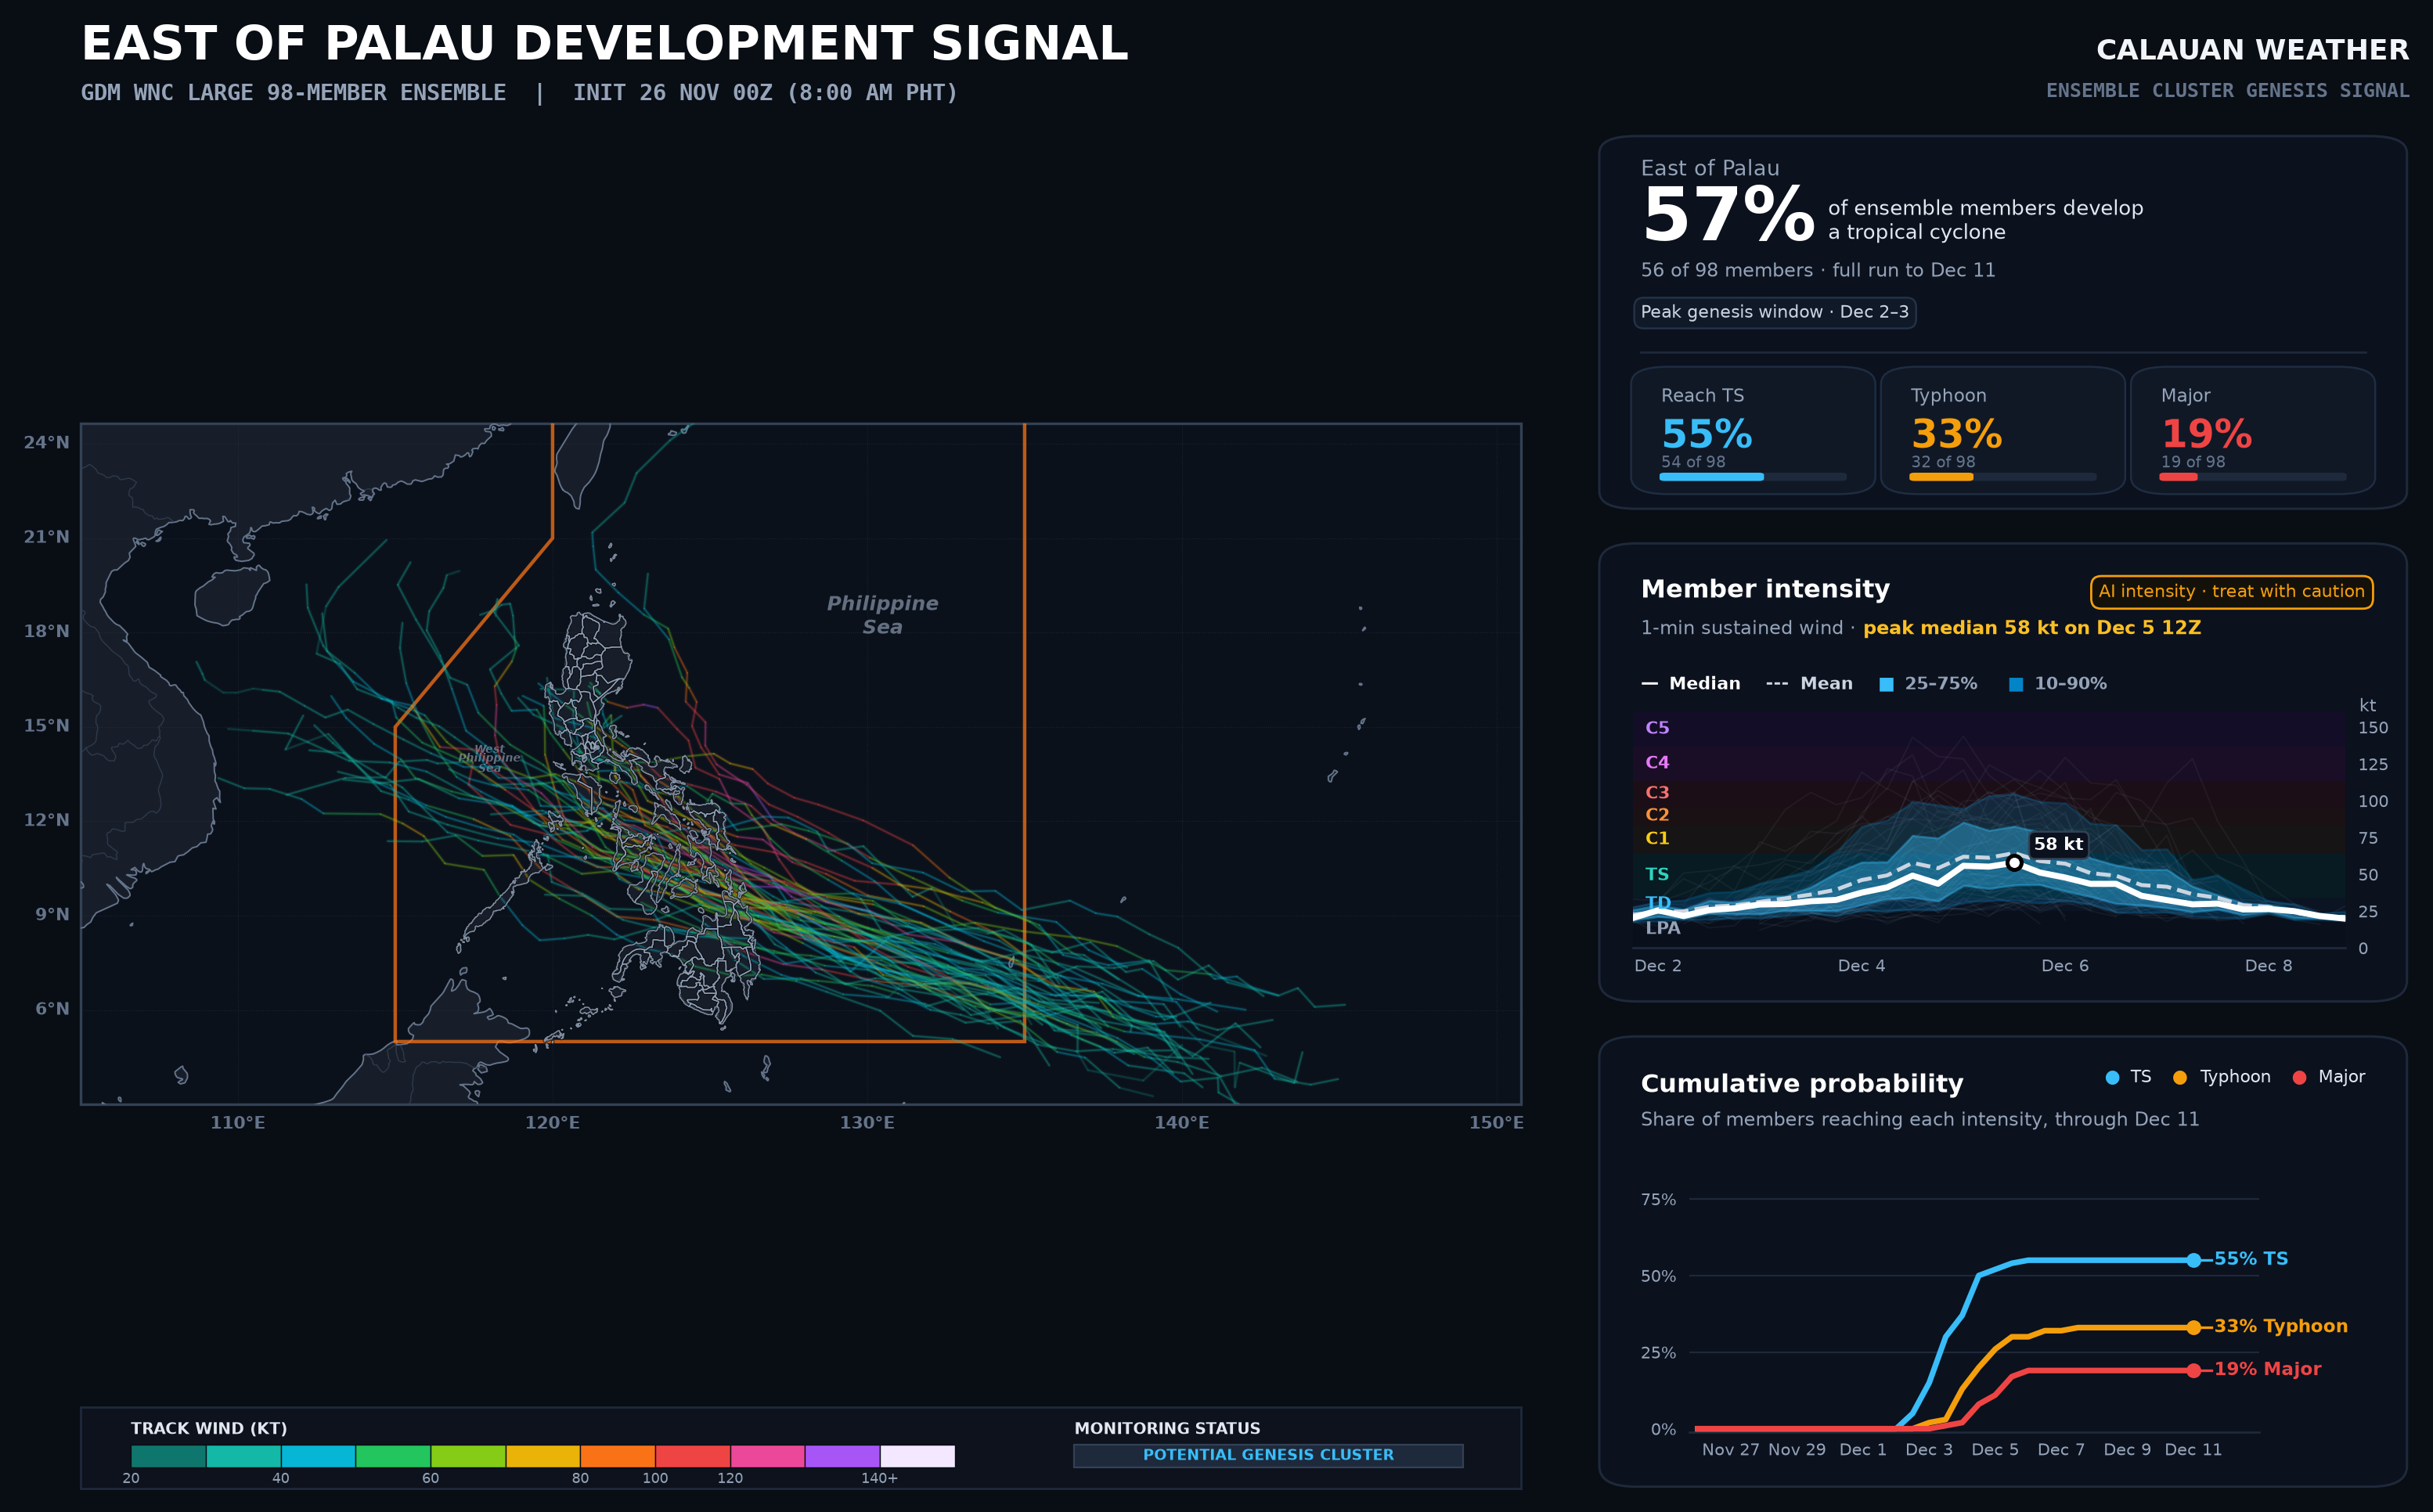 EAST OF PALAU DEVELOPMENT SIGNAL
GDM WNC LARGE 98-MEMBER ENSEMBLE | INIT 26 NOV 00Z (8:00 AM PHT)
CALAUAN WEATHER
ENSEMBLE CLUSTER GENESIS SIGNAL
24°N
21°N
18°N
15°N
12°N
9°N
6°N
110°E
120°E
130°E
140°E
150°E
Philippine
Sea
West
Philippine
Sea
TRACK WIND (KT)
20
40
60
80
100
120
140+
MONITORING STATUS
POTENTIAL GENESIS CLUSTER
East of Palau
57%
of ensemble members develop
a tropical cyclone
56 of 98 members · full run to Dec 11
Peak genesis window · Dec 2–3
Reach TS
55%
54 of 98
Typhoon
33%
32 of 98
Major
19%
19 of 98
Member intensity
AI intensity · treat with caution
1-min sustained wind · peak median 58 kt on Dec 5 12Z
Median
Mean
25–75%
10–90%
kt
C5
C4
C3
C2
C1
TS
TD
LPA
58 kt
150
125
100
75
50
25
0
Dec 2
Dec 4
Dec 6
Dec 8
Cumulative probability
TS
Typhoon
Major
Share of members reaching each intensity, through Dec 11
75%
50%
25%
0%
55% TS
33% Typhoon
19% Major
Nov 27
Nov 29
Dec 1
Dec 3
Dec 5
Dec 7
Dec 9
Dec 11